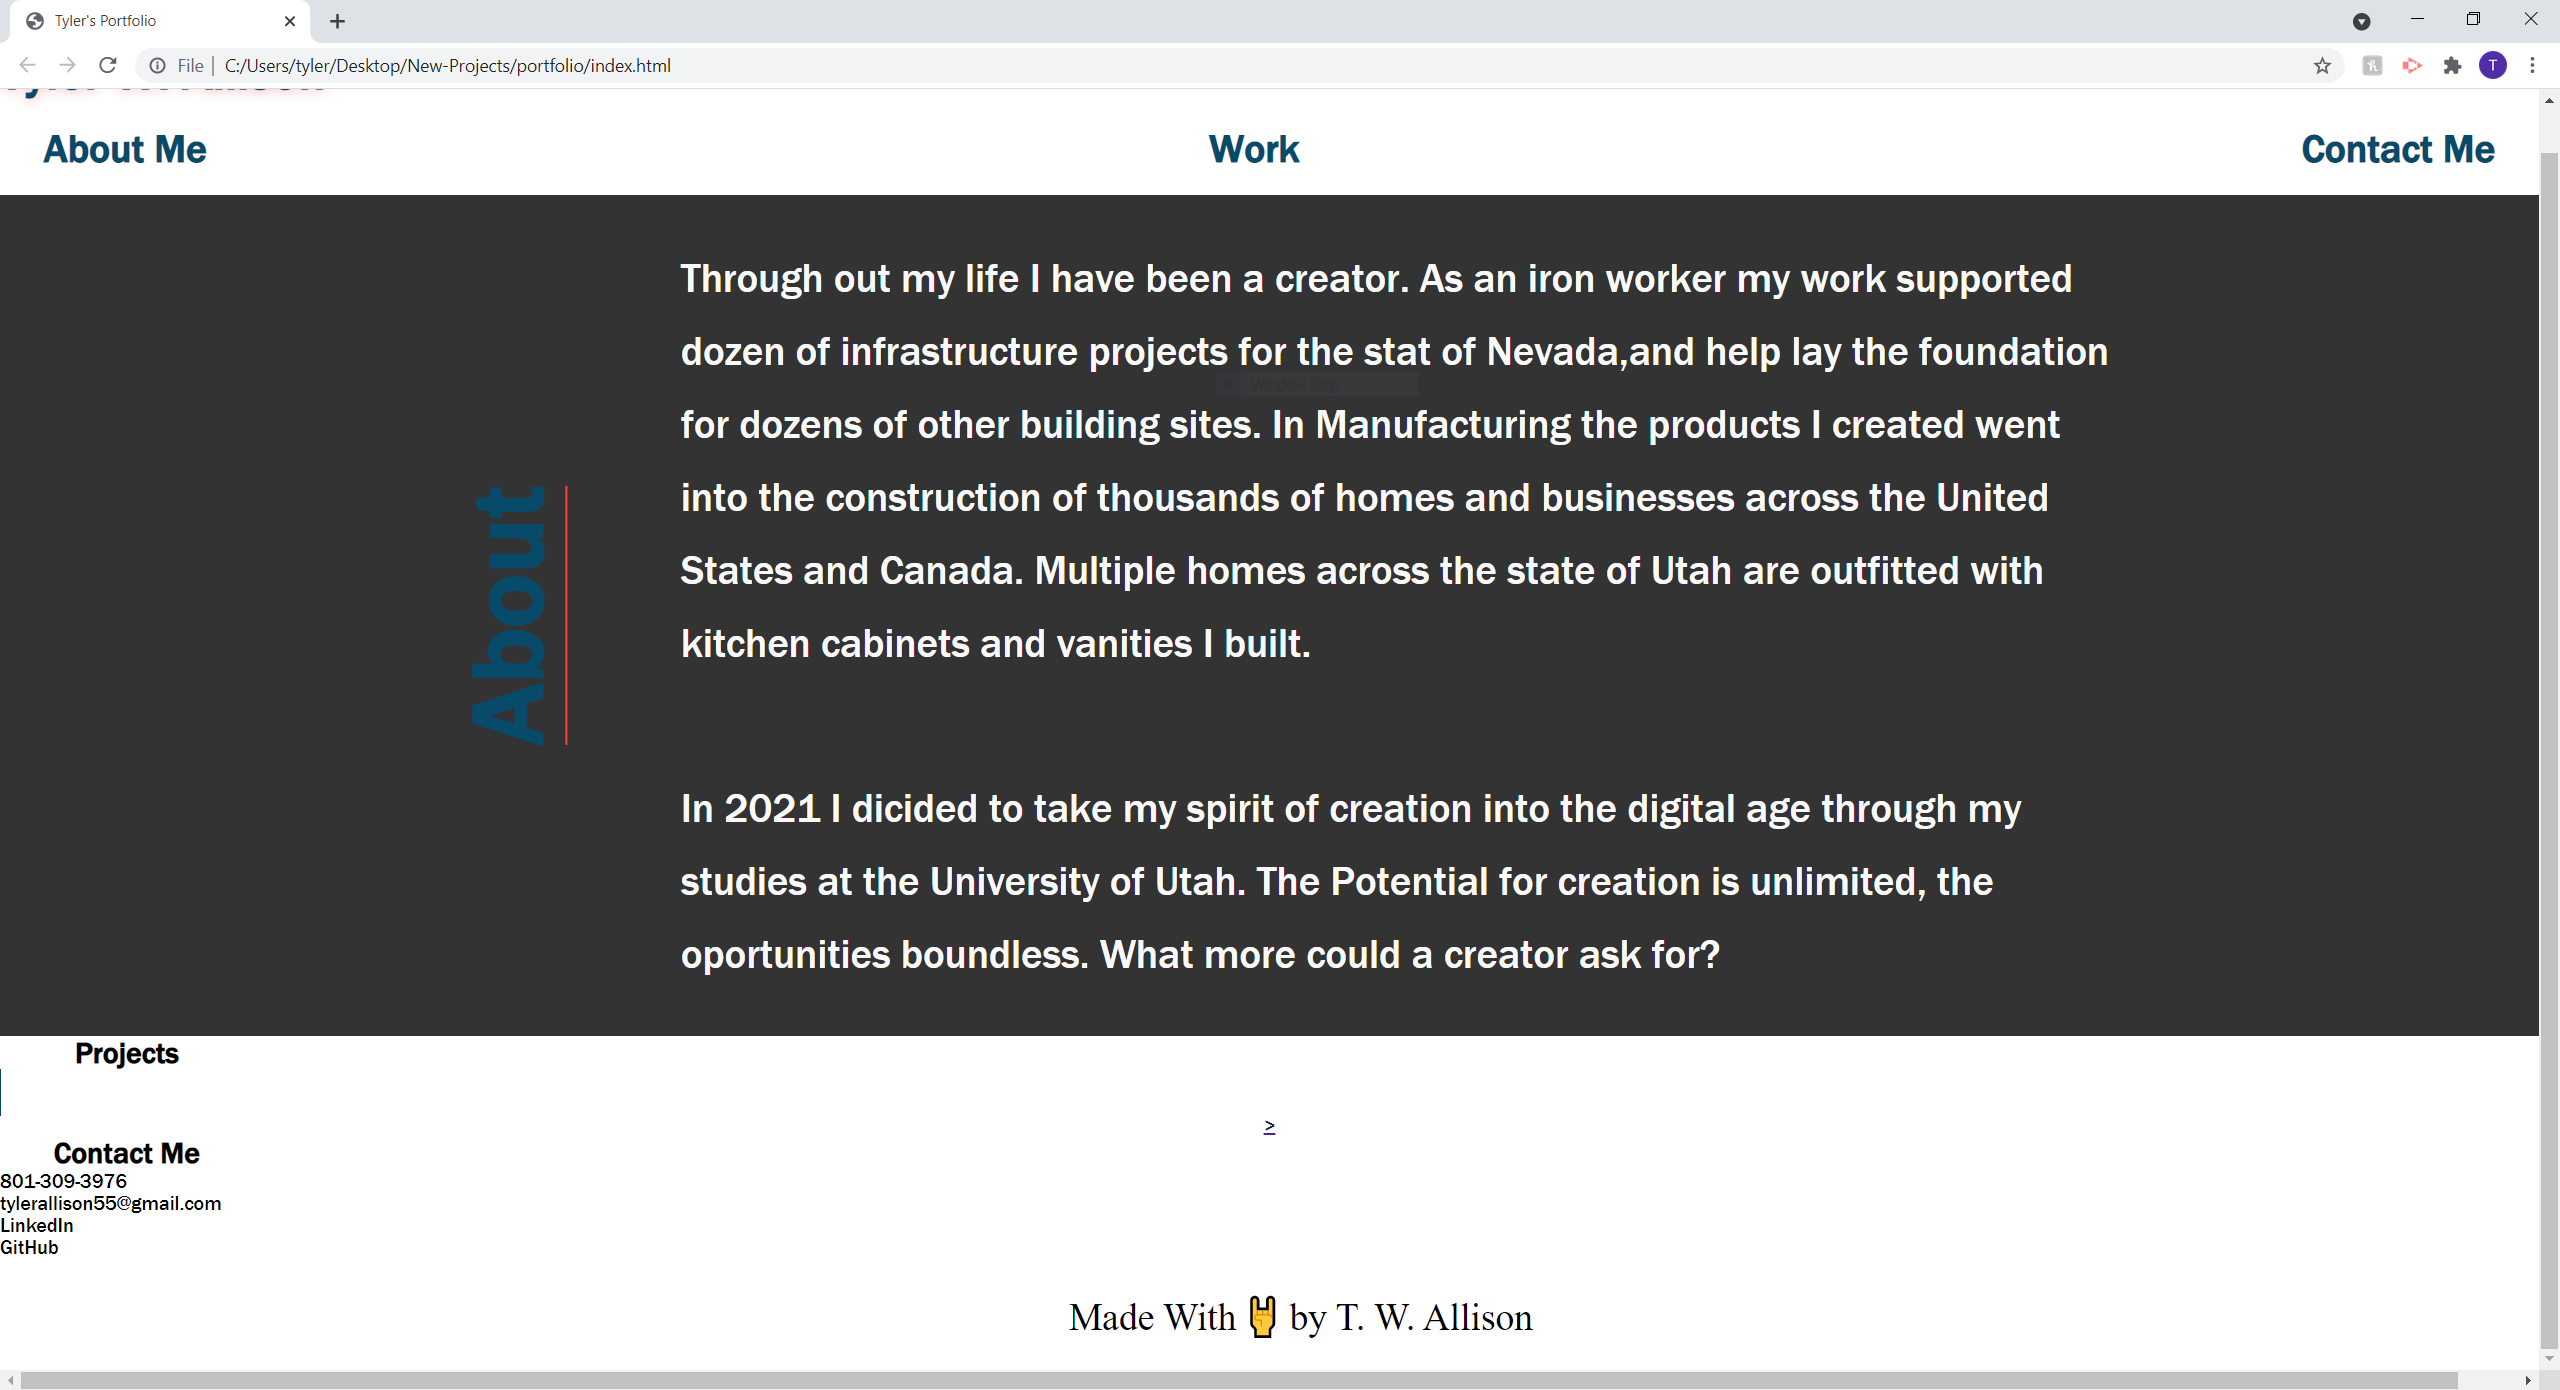 Tyler's Portfolio
File | C:/Users/tyler/Desktop/New-Projects/portfolio/index.html
T
About Me
Work
Contact Me
About
Through out my life I have been a creator. As an iron worker my work supported
dozen of infrastructure projects for the stat of Nevada,and help lay the foundation
for dozens of other building sites. In Manufacturing the products I created went
into the construction of thousands of homes and businesses across the United
States and Canada. Multiple homes across the state of Utah are outfitted with
kitchen cabinets and vanities I built.
In 2021 I dicided to take my spirit of creation into the digital age through my
studies at the University of Utah. The Potential for creation is unlimited, the
oportunities boundless. What more could a creator ask for?
Projects
>
Contact Me
801-309-3976
tylerallison55@gmail.com
LinkedIn
GitHub
Made With 🤘 by T. W. Allison